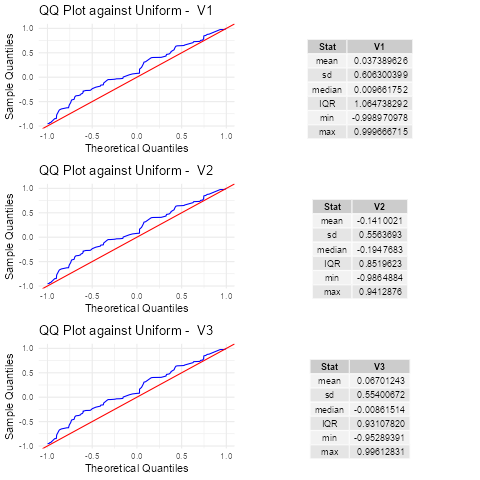 QQ Plot against Uniform -  V1
Sample Quantiles
1.0
0.5
0.0
-0.5
-1.0
-1.0 -0.5 0.0 0.5 1.0
Theoretical Quantiles
Stat V1
mean 0.037389626
sd 0.606300399
median 0.009661752
IQR 1.064738292
min -0.998970978
max 0.999666715
QQ Plot against Uniform -  V2
Sample Quantiles
1.0
0.5
0.0
-0.5
-1.0
-1.0 -0.5 0.0 0.5 1.0
Theoretical Quantiles
Stat V2
mean -0.1410021
sd 0.5563693
median -0.1947683
IQR 0.8519623
min -0.9864884
max 0.9412876
QQ Plot against Uniform -  V3
Sample Quantiles
1.0
0.5
0.0
-0.5
-1.0
-1.0 -0.5 0.0 0.5 1.0
Theoretical Quantiles
Stat V3
mean 0.06701243
sd 0.55400672
median -0.00861514
IQR 0.93107820
min -0.95289391
max 0.99612831